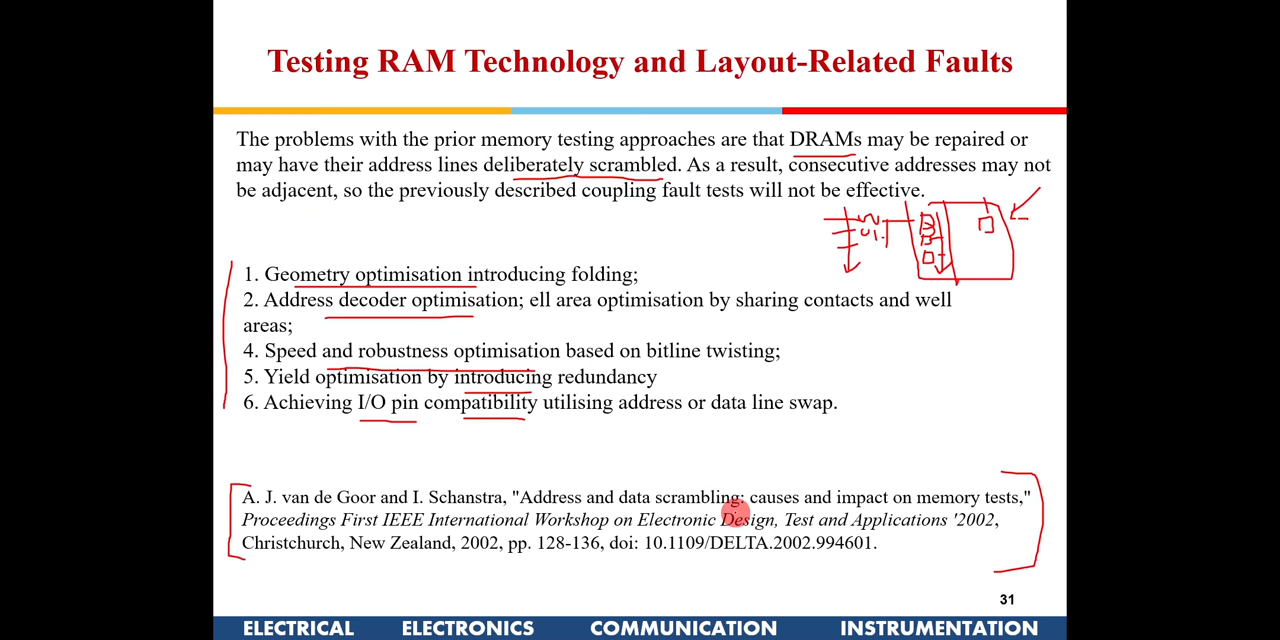 Testing RAM Technology and Layout-Related Faults
The problems with the prior memory testing approaches are that DRAMs may be repaired or
may have their address lines deliberately scrambled. As a result, consecutive addresses may not
be adjacent, so the previously described coupling fault tests will not be effective.
1. Geometry optimisation introducing folding;
2. Address decoder optimisation; ell area optimisation by sharing contacts and well
areas;
4. Speed and robustness optimisation based on bitline twisting;
5. Yield optimisation by introducing redundancy
6. Achieving I/O pin compatibility utilising address or data line swap.
A. J. van de Goor and I. Schanstra, "Address and data scrambling: causes and impact on memory tests,"
Proceedings First IEEE International Workshop on Electronic Design, Test and Applications '2002,
Christchurch, New Zealand, 2002, pp. 128-136, doi: 10.1109/DELTA.2002.994601.
31
ELECTRICAL ELECTRONICS COMMUNICATION INSTRUMENTATION